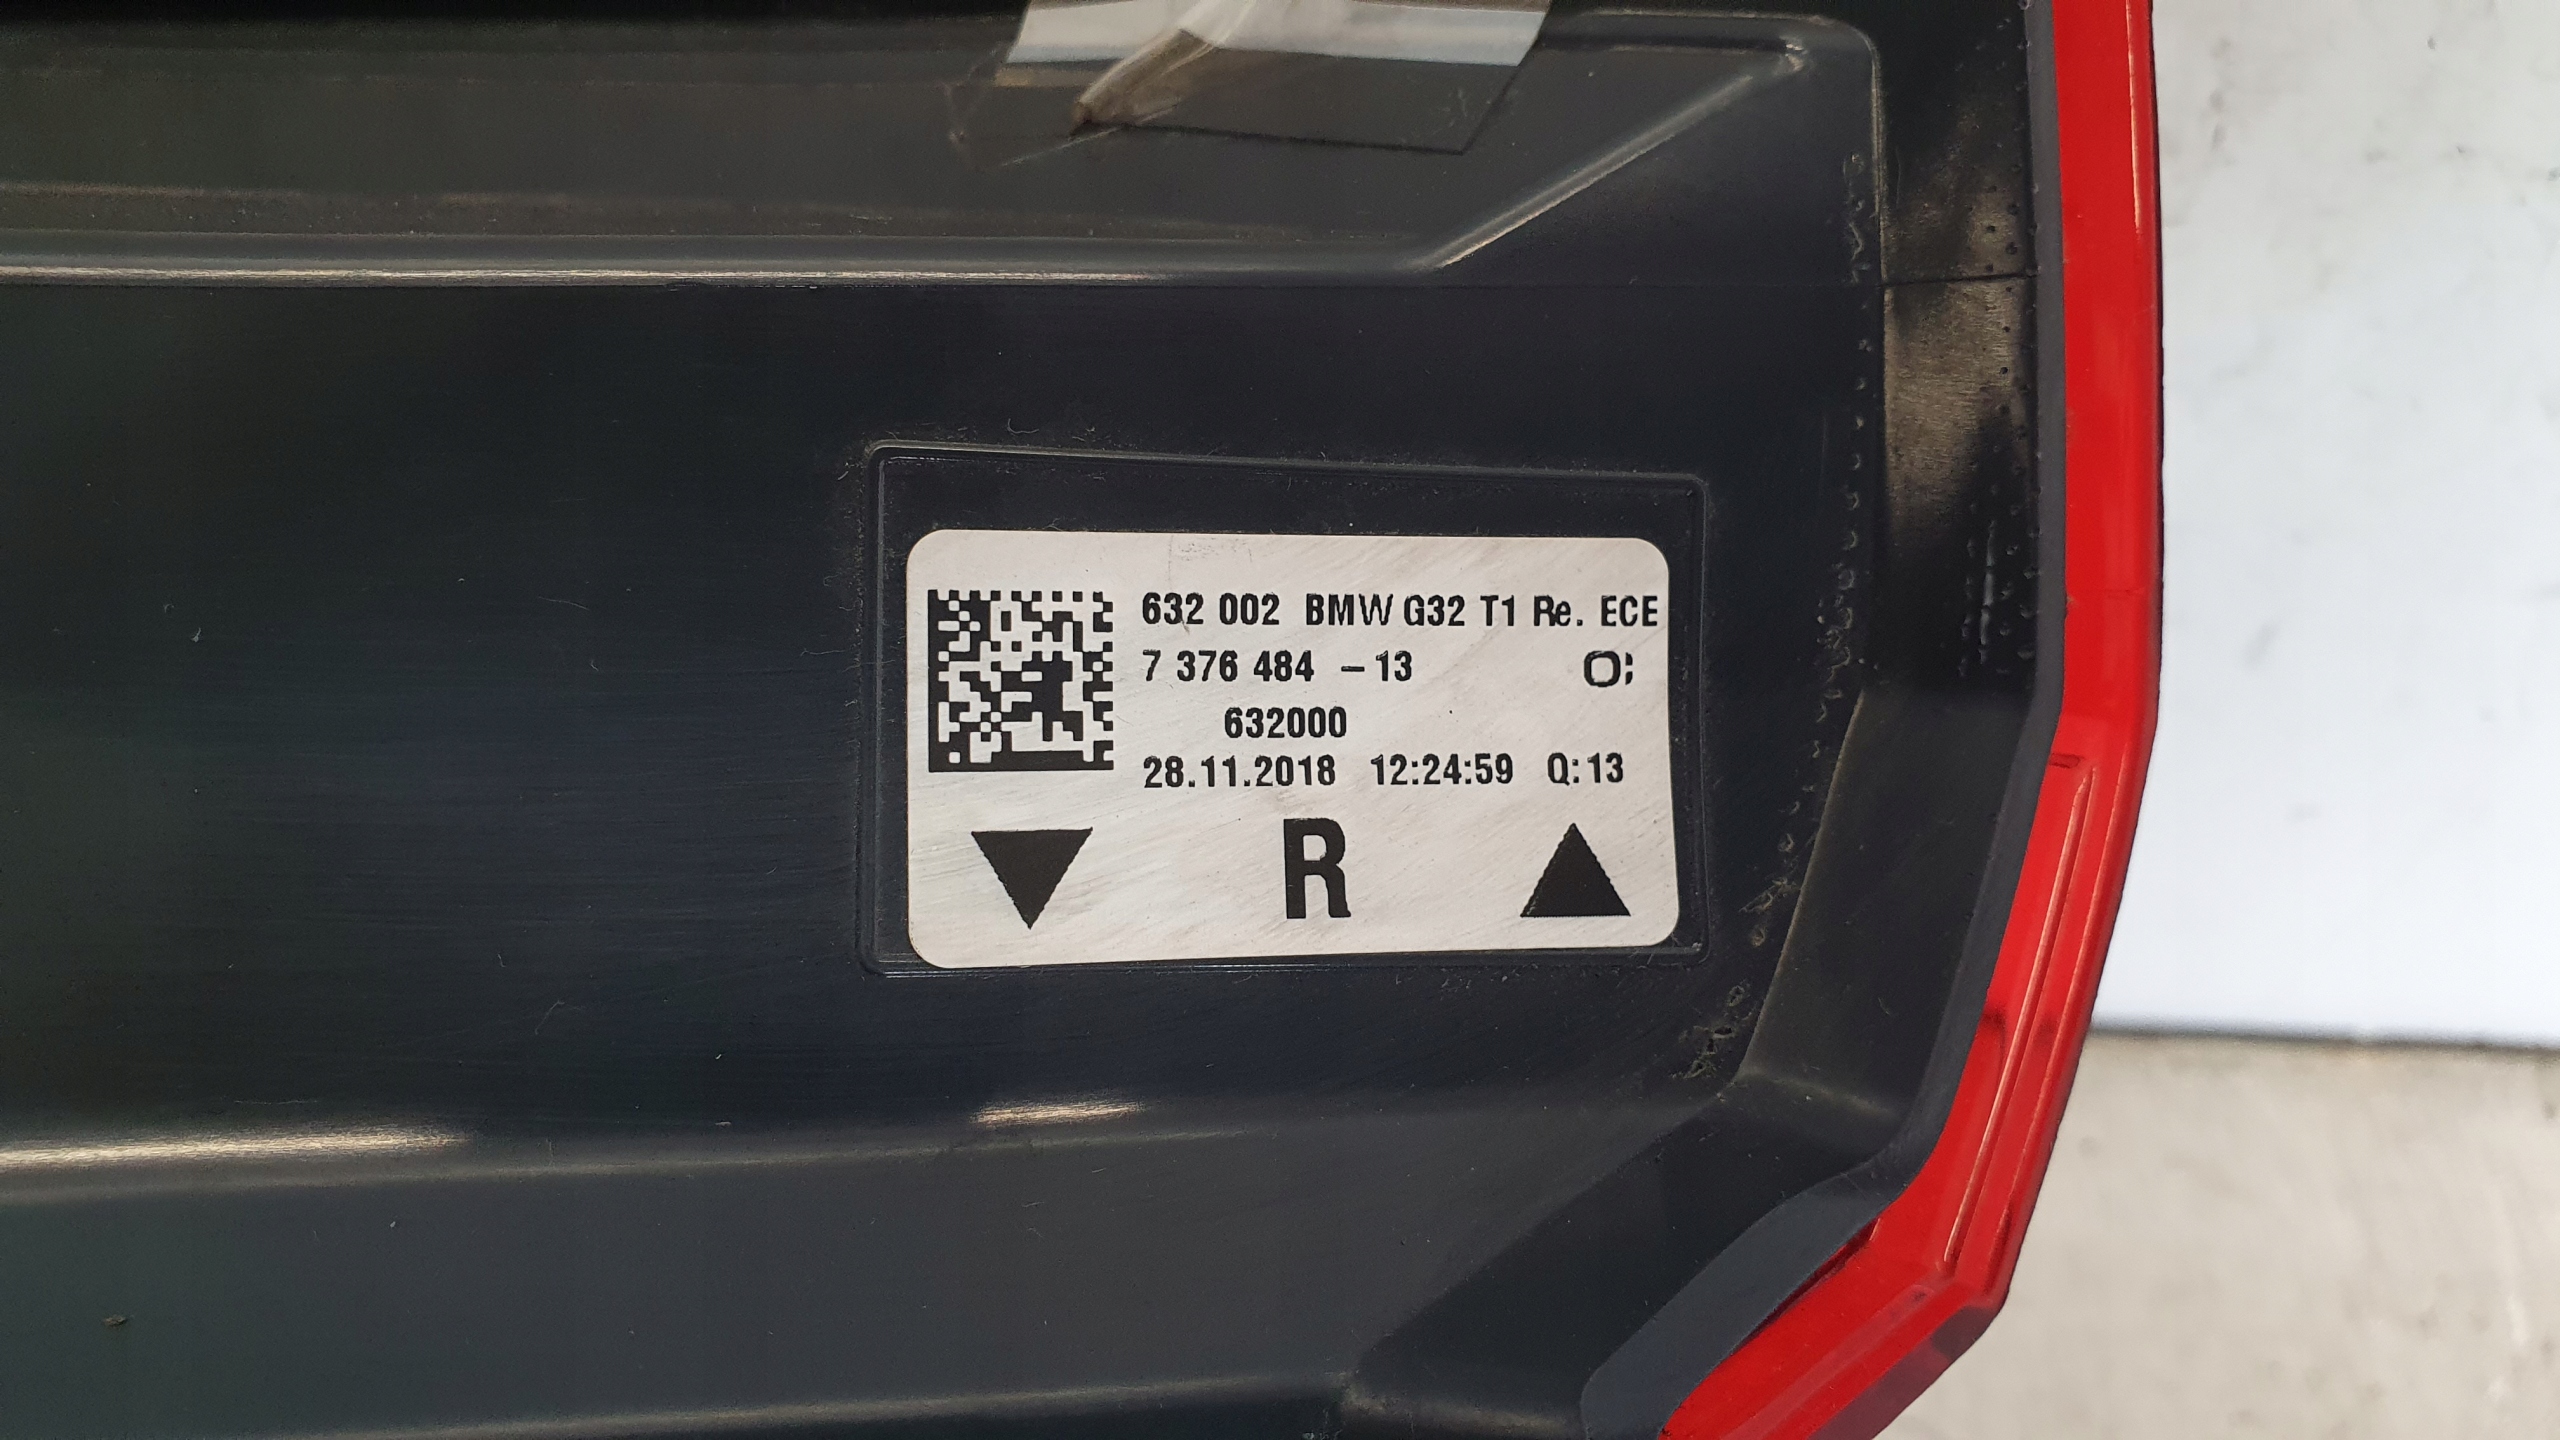 632 002 BMW G32 T1 Re. ECE
7 376 484 -13 O:
632000
28.11.2018 12:24:59 Q:13
R